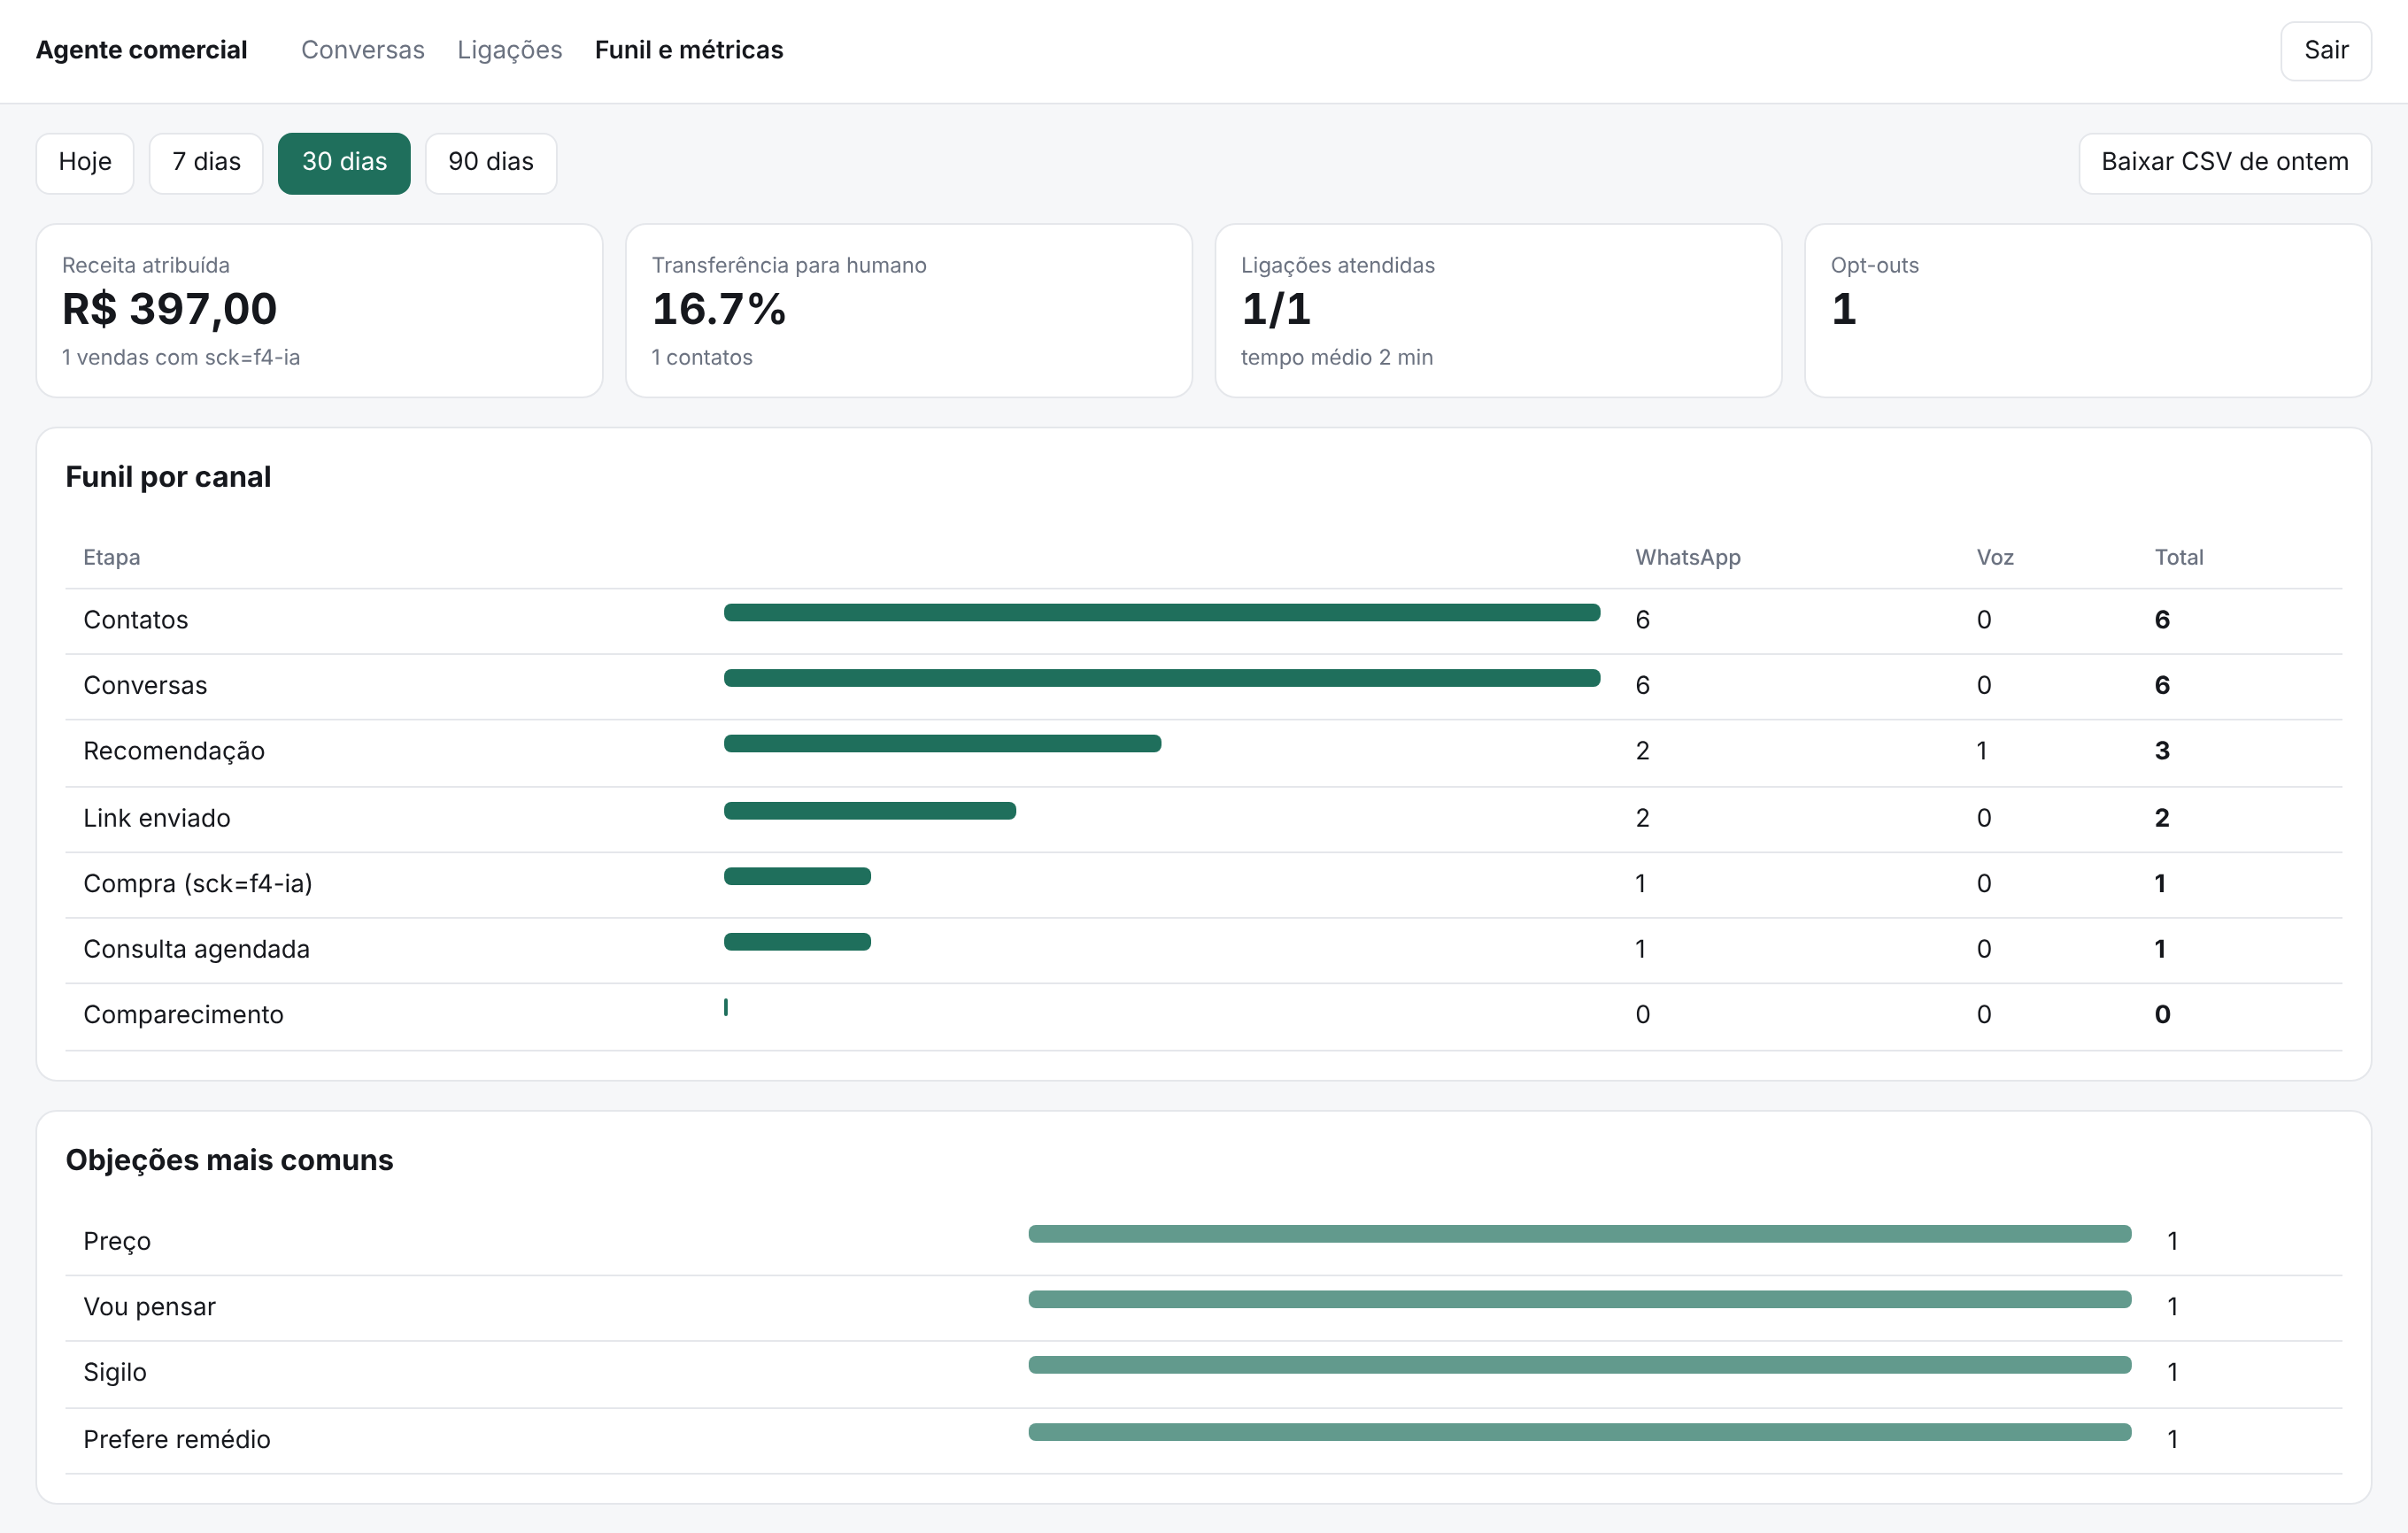 Agente comercial Conversas Ligações Funil e métricas Sair
Hoje 7 dias 30 dias 90 dias Baixar CSV de ontem
Receita atribuída
R$ 397,00
1 vendas com sck=f4-ia
Transferência para humano
16.7%
1 contatos
Ligações atendidas
1/1
tempo médio 2 min
Opt-outs
1
Funil por canal
Etapa WhatsApp Voz Total
Contatos 6 0 6
Conversas 6 0 6
Recomendação 2 1 3
Link enviado 2 0 2
Compra (sck=f4-ia) 1 0 1
Consulta agendada 1 0 1
Comparecimento 0 0 0
Objeções mais comuns
Preço 1
Vou pensar 1
Sigilo 1
Prefere remédio 1